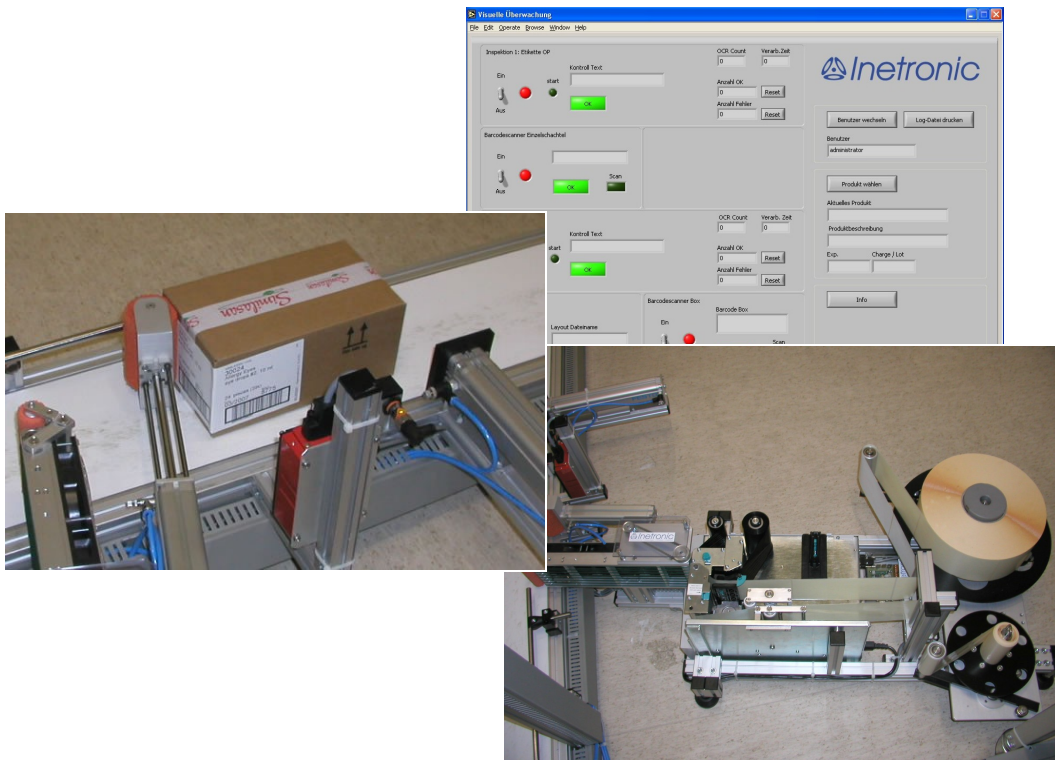 Visuelle Überwachung
File Edit Operate Browse Window Help
Inspektion 1: Etikette OP
OCR Count Verarb.Zeit
0 0
Ein
start
Kontroll Text
Aus
OK
Anzahl OK
0 Reset
Anzahl Fehler
0 Reset
Inetronic
Benutzer wechseln Log-Datei drucken
Benutzer
administrator
Barcodescanner Einzelschachtel
Ein
Aus
OK
Scan
Produkt wählen
Aktuelles Produkt
Produktbeschreibung
Exp. Charge / Lot
Info
OCR Count Verarb. Zeit
0 0
start
Kontroll Text
OK
Anzahl OK
0 Reset
Anzahl Fehler
0 Reset
Layout Dateiname
Barcodescanner Box
Ein
Barcode Box
Scan
Similasan
Similasan
30024
Inetronic